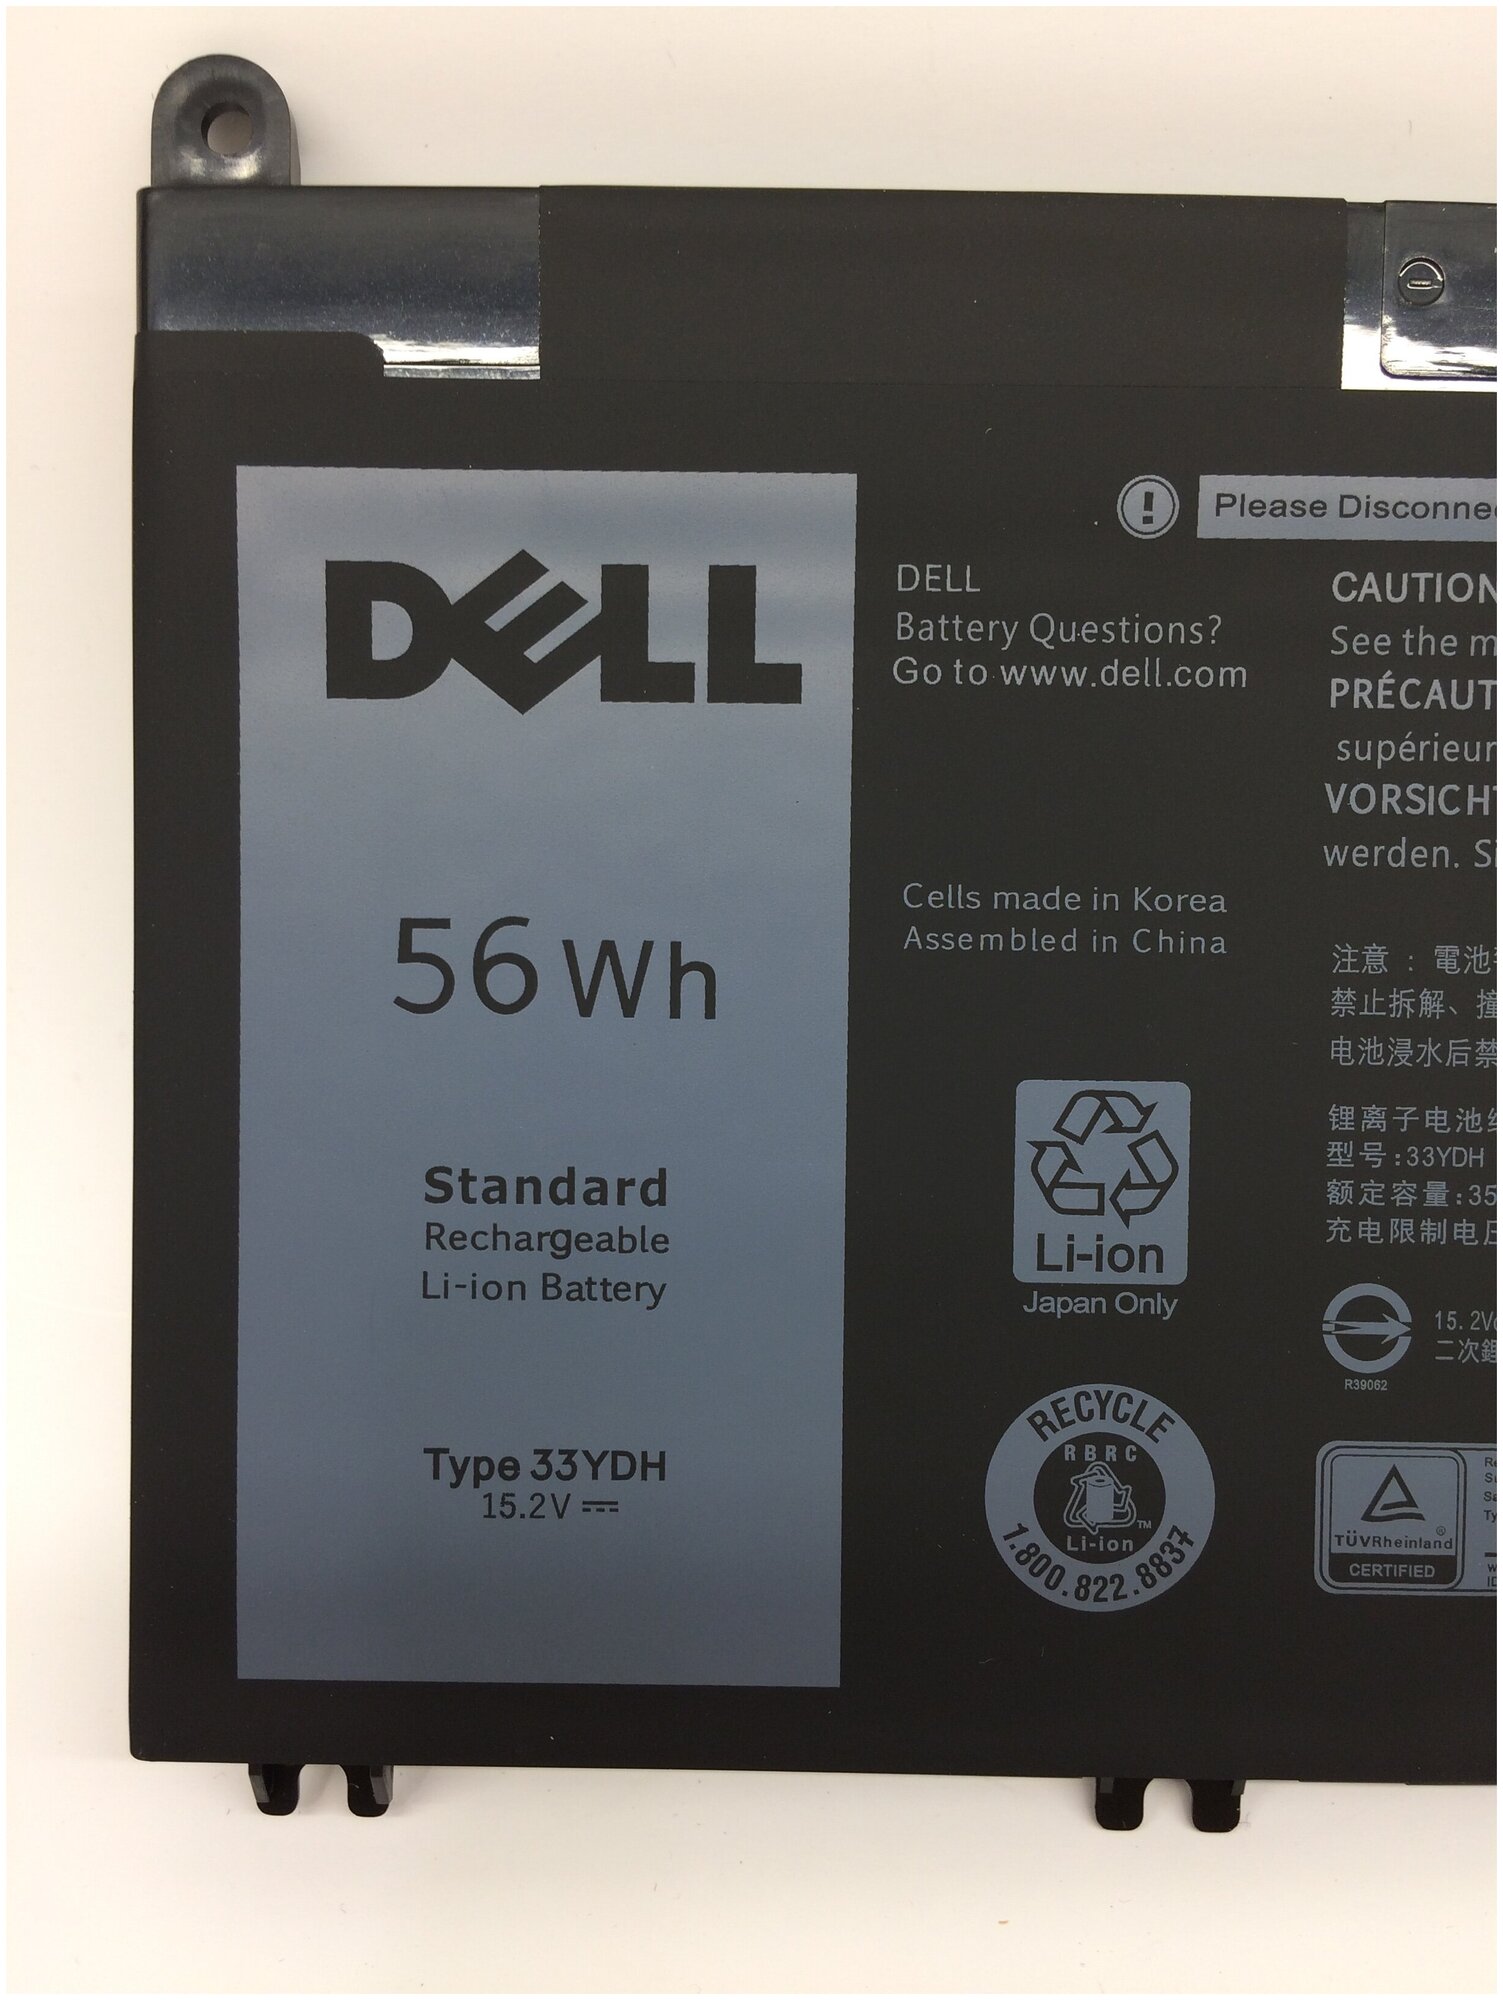 DELL
56 Wh
Standard
Rechargeable
Li-ion Battery
Type 33YDH
15.2V
Please
DELL
Battery Questions?
Go to www.dell.com
Cells made in Korea
Assembled in China
Li-ion
Japan Only
RECYCLE
RBRC
Li-ion
TM
1.800.822.8837
CAUTION
See the
supérieur
werden.
注意：電池
禁止拆解、撞
电池浸水后禁
锂离子电池
型号:33YDH
额定容量:35
充电限制电压
15.2V
二次鋰
R39062
TÜVRheinland®
CERTIFIED